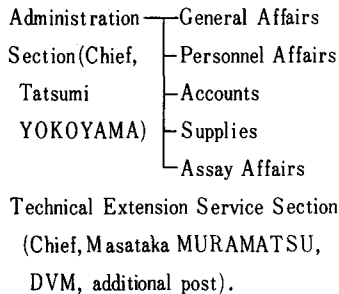 Administration General Affairs
Section(Chief, Personnel Affairs
Tatsumi Accounts
YOKOYAMA) Supplies
Assay Affairs
Technical Extension Service Section
(Chief, Masataka MURAMATSU,
DVM, additional post).